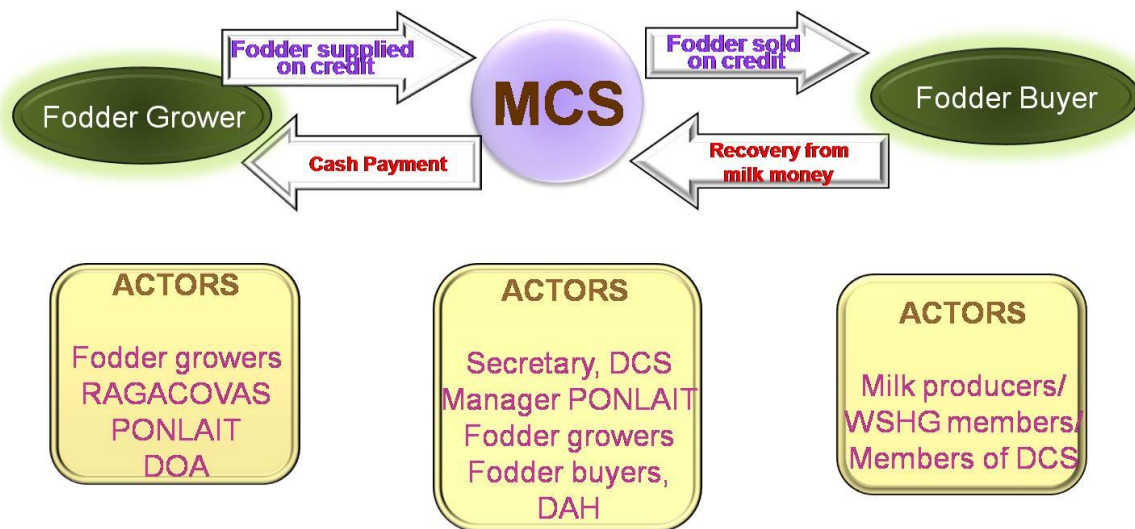 Fodder supplied
on credit
Fodder sold
on credit
Fodder Grower
MCS
Fodder Buyer
Cash Payment
Recovery from
milk money
ACTORS
Fodder growers
RAGACOVAS
PONLAIT
DOA
ACTORS
Secretary, DCS
Manager PONLAIT
Fodder growers
Fodder buyers,
DAH
ACTORS
Milk producers/
WSHG members/
Members of DCS